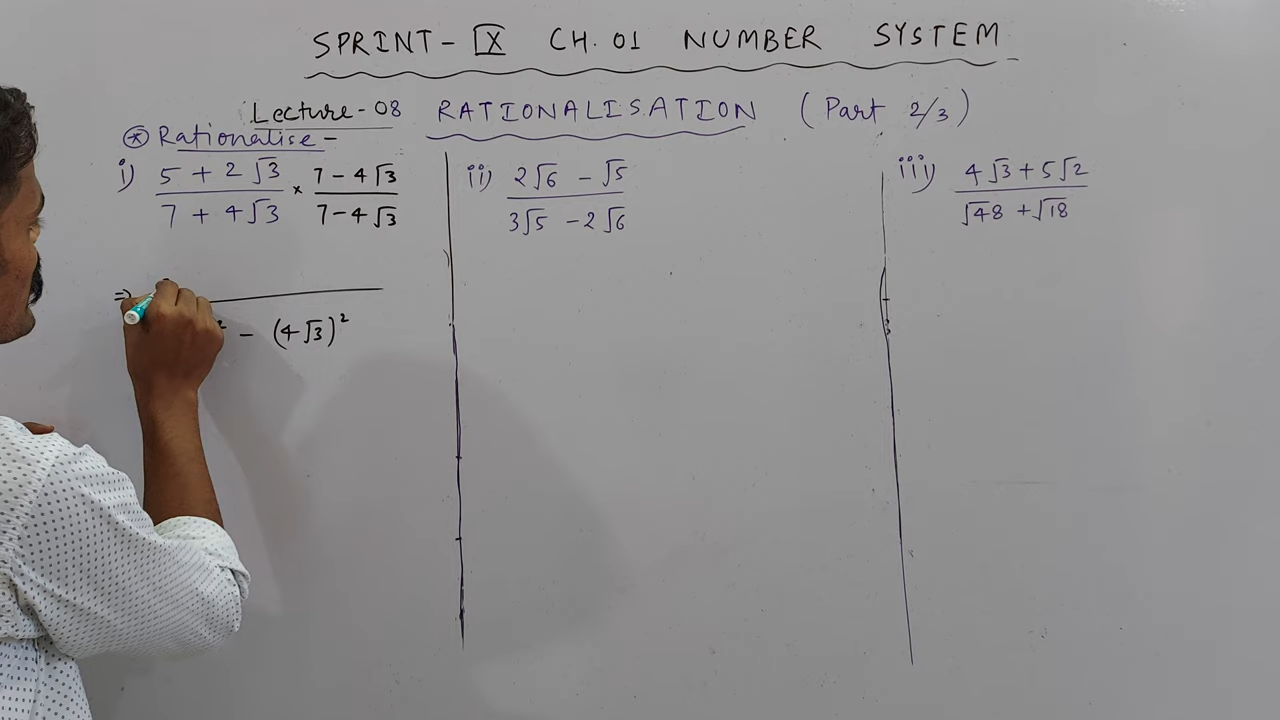 SPRINT- IX CH. 01 NUMBER SYSTEM
Lecture-08 RATIONALISATION (Part 2/3)
* Rationalise-
i) 5 + 2√3 / 7 + 4√3 × 7 - 4√3 / 7-4√3
⇒ ² - (4√3)²
ii) 2√6 - √5 / 3√5 - 2√6
iii) 4√3 + 5√2 / √48 + √18